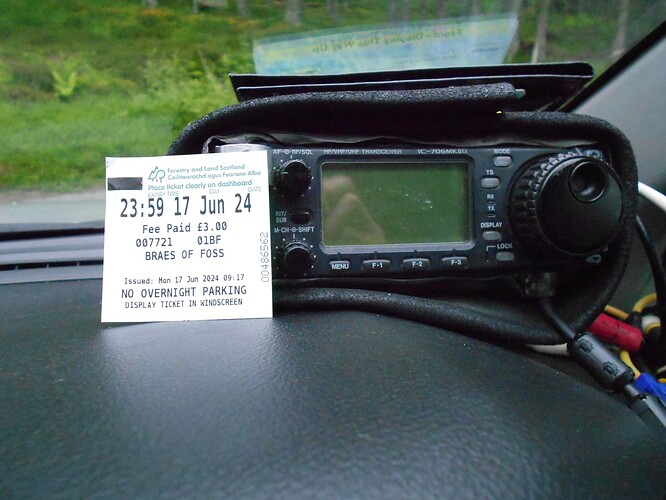 Forestry and Land Scotland
Coilltearachd agus Fearann Alba
Place ticket clearly on dashboard
EXPIRY TIME DAY DATE
23:59 17 Jun 24
Fee Paid £3.00
007721 01BF
BRAES OF FOSS
Issued: Mon 17 Jun 2024 09:17
NO OVERNIGHT PARKING
DISPLAY TICKET IN WINDSCREEN
00486562
AF-⊙-RF/SQL HF/VHF/UHF TRANSCEIVER IC-706MKIIG
MODE
TS
RIT/
SUB
RX
TX
M-CH-⊙-SHIFT
DISPLAY
LOCK
MENU F-1 F-2 F-3